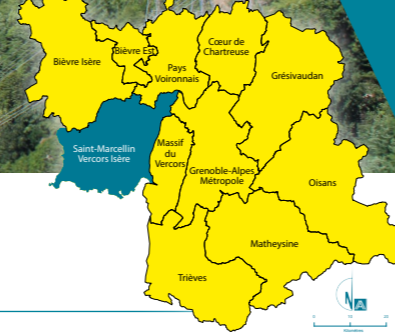 Cœur de
Chartreuse
Bièvre Est
Bièvre Isère
Pays
Voironnais
Grésivaudan
Saint-Marcellin
Vercors Isère
Massif
du
Vercors
Grenoble-Alpes
Métropole
Oisans
Matheysine
Trièves
N
A